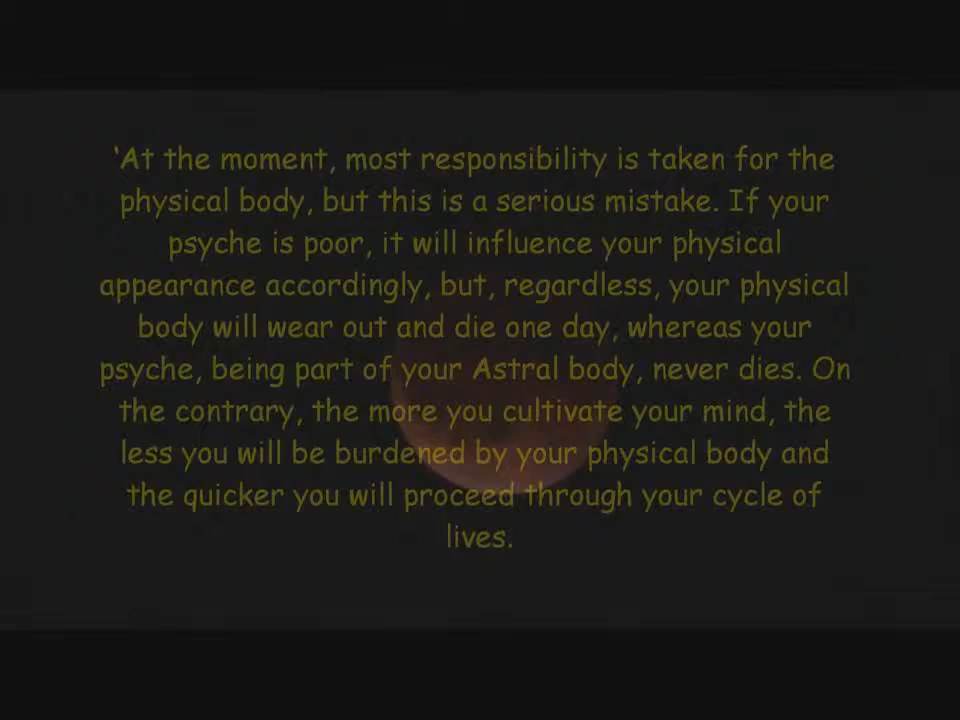 ‘At the moment, most responsibility is taken for the
physical body, but this is a serious mistake. If your
psyche is poor, it will influence your physical
appearance accordingly, but, regardless, your physical
body will wear out and die one day, whereas your
psyche, being part of your Astral body, never dies. On
the contrary, the more you cultivate your mind, the
less you will be burdened by your physical body and
the quicker you will proceed through your cycle of
lives.